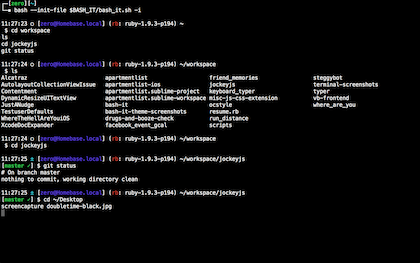 [zero][~]
bash --init-file $BASH_IT/bash_it.sh -i
11:27:23 [zero@Homebase.local] (rb: ruby-1.9.3-p194) ~
$ cd workspace
ls
cd jockeyjs
git status
11:27:24 [zero@Homebase.local] (rb: ruby-1.9.3-p194) ~/workspace
$ ls
Alcatraz apartmentlist friend_memories steggybot
AutolayoutCollectionViewIssue apartmentlist-ios jockeyjs terminal-screenshots
Contentment apartmentlist.sublime-project keyboard_typer typer
DynamicResizeUITextView apartmentlist.sublime-workspace misc-js-css-extension vb-frontend
JustANudge bash-it ocstyle where_are_you
TestuserDefaults bash-it-theme-screenshots resume.rb
WhereTheHellAreYouiOS drugs-and-booze-check run_distance
XcodeDocExpander facebook_event_gcal scripts
11:27:24 [zero@Homebase.local] (rb: ruby-1.9.3-p194) ~/workspace
$ cd jockeyjs
11:27:25 ± [zero@Homebase.local] (rb: ruby-1.9.3-p194) ~/workspace/jockeyjs
[master ✓] $ git status
# On branch master
nothing to commit, working directory clean
11:27:25 ± [zero@Homebase.local] (rb: ruby-1.9.3-p194) ~/workspace/jockeyjs
[master ✓] $ cd ~/Desktop
screencapture doubletime-black.jpg